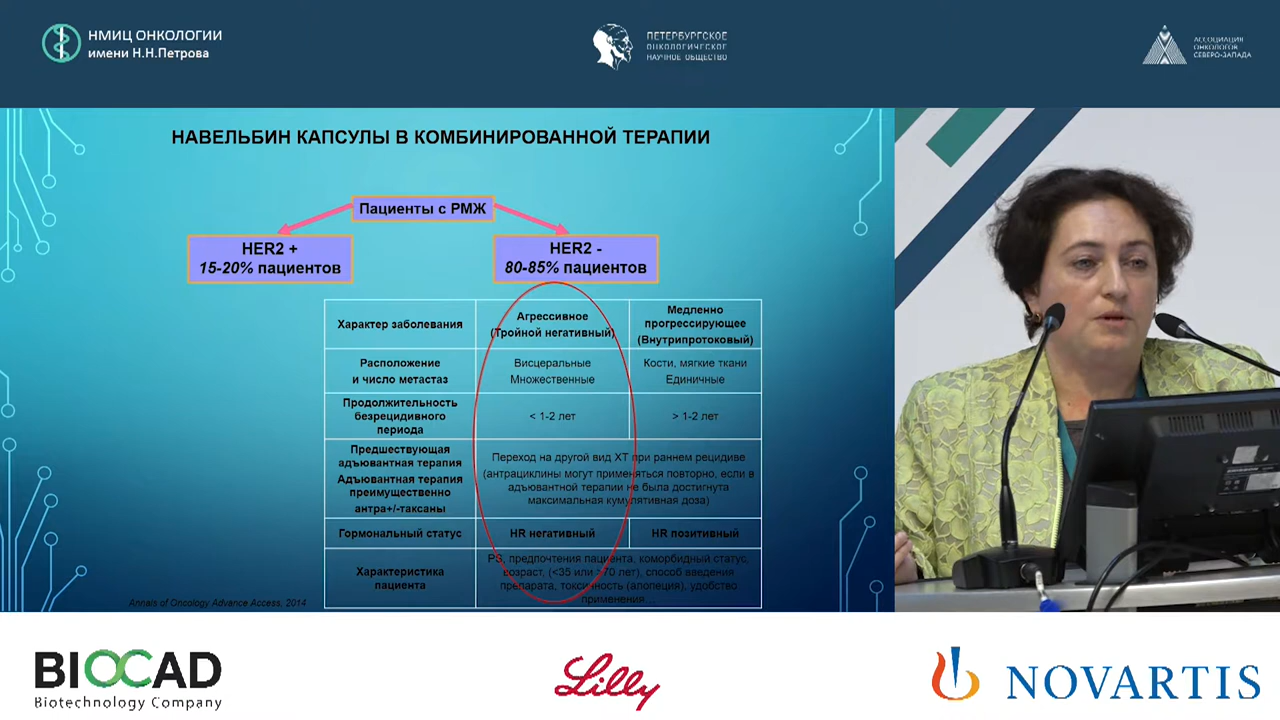 НМИЦ ОНКОЛОГИИ
имени Н.Н.Петрова
ПЕТЕРБУРГСКОЕ
ОНКОЛОГИЧЕСКОЕ
НАУЧНОЕ ОБЩЕСТВО
АССОЦИАЦИЯ
ОНКОЛОГОВ
СЕВЕРО-ЗАПАДА
НАВЕЛЬБИН КАПСУЛЫ В КОМБИНИРОВАННОЙ ТЕРАПИИ
Пациенты с РМЖ
HER2 +
15-20% пациентов
HER2 -
80-85% пациентов
Характер заболевания
Агрессивное
(Тройной негативный)
Медленно
прогрессирующее
(Внутрипротоковый)
Расположение
и число метастаз
Висцеральные
Множественные
Кости, мягкие ткани
Единичные
Продолжительность
безрецидивного
периода
< 1-2 лет
> 1-2 лет
Предшествующая
адъювантная терапия
Адъювантная терапия
преимущественно
антра+/-таксаны
Переход на другой вид ХТ при раннем рецидиве
(антрациклины могут применяться повторно, если в
адъювантной терапии не была достигнута
максимальная кумулятивная доза)
Гормональный статус
HR негативный
HR позитивный
Характеристика
пациента
PS, предпочтения пациента, коморбидный статус,
возраст, (<35 или >70 лет), способ введения
препарата, токсичность (алопеция), удобство
применения…
Annals of Oncology Advance Access, 2014
BIOCAD
Biotechnology Company
Lilly
NOVARTIS